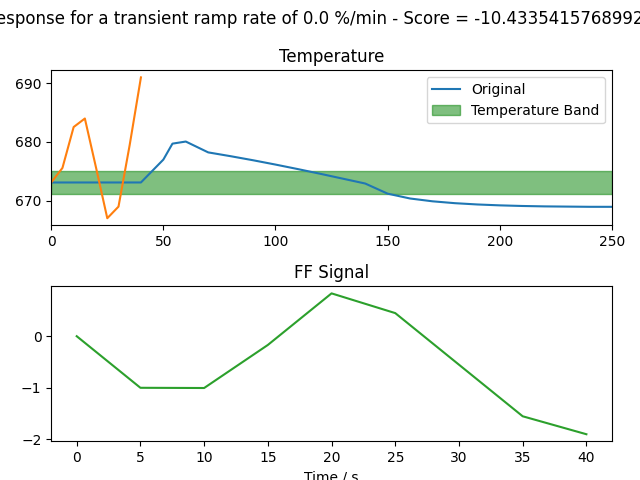 esponse for a transient ramp rate of 0.0 %/min - Score = -10.4335415768992
Temperature
690
680
670
Original
Temperature Band
0 50 100 150 200 250
FF Signal
0
−1
−2
0 5 10 15 20 25 30 35 40
Time / s